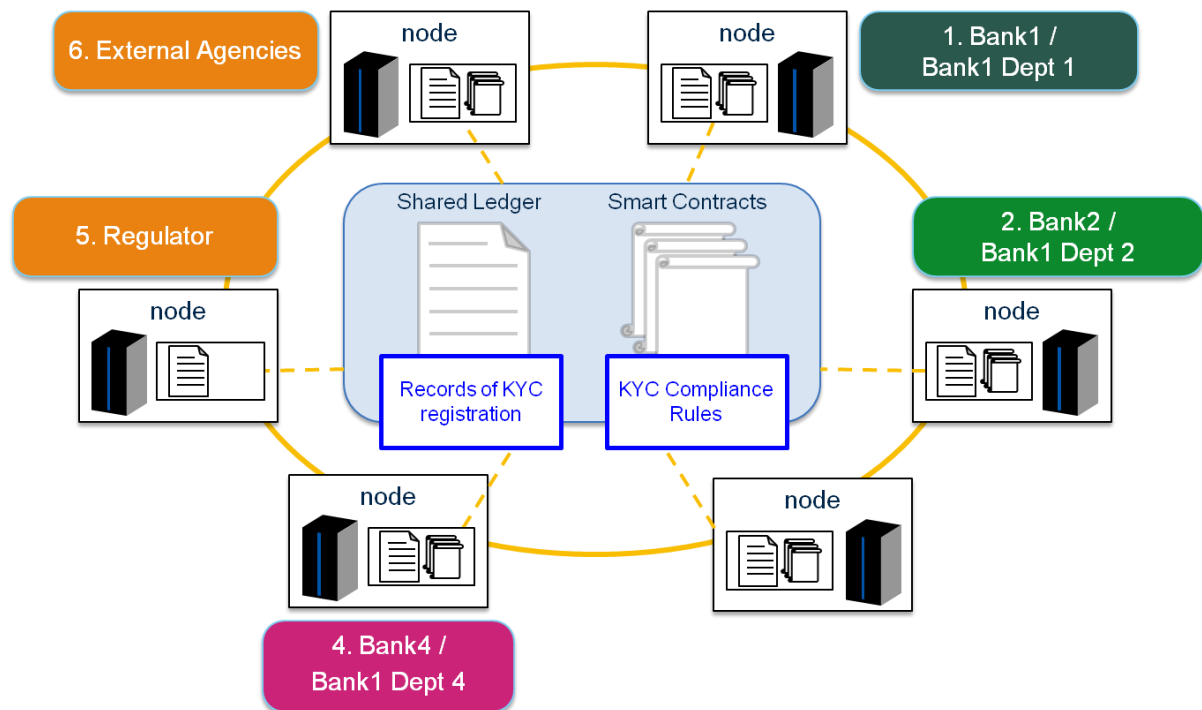 6. External Agencies
node
node
1. Bank1 /
Bank1 Dept 1
5. Regulator
Shared Ledger
Smart Contracts
2. Bank2 /
Bank1 Dept 2
node
node
Records of KYC
registration
KYC Compliance
Rules
node
node
4. Bank4 /
Bank1 Dept 4